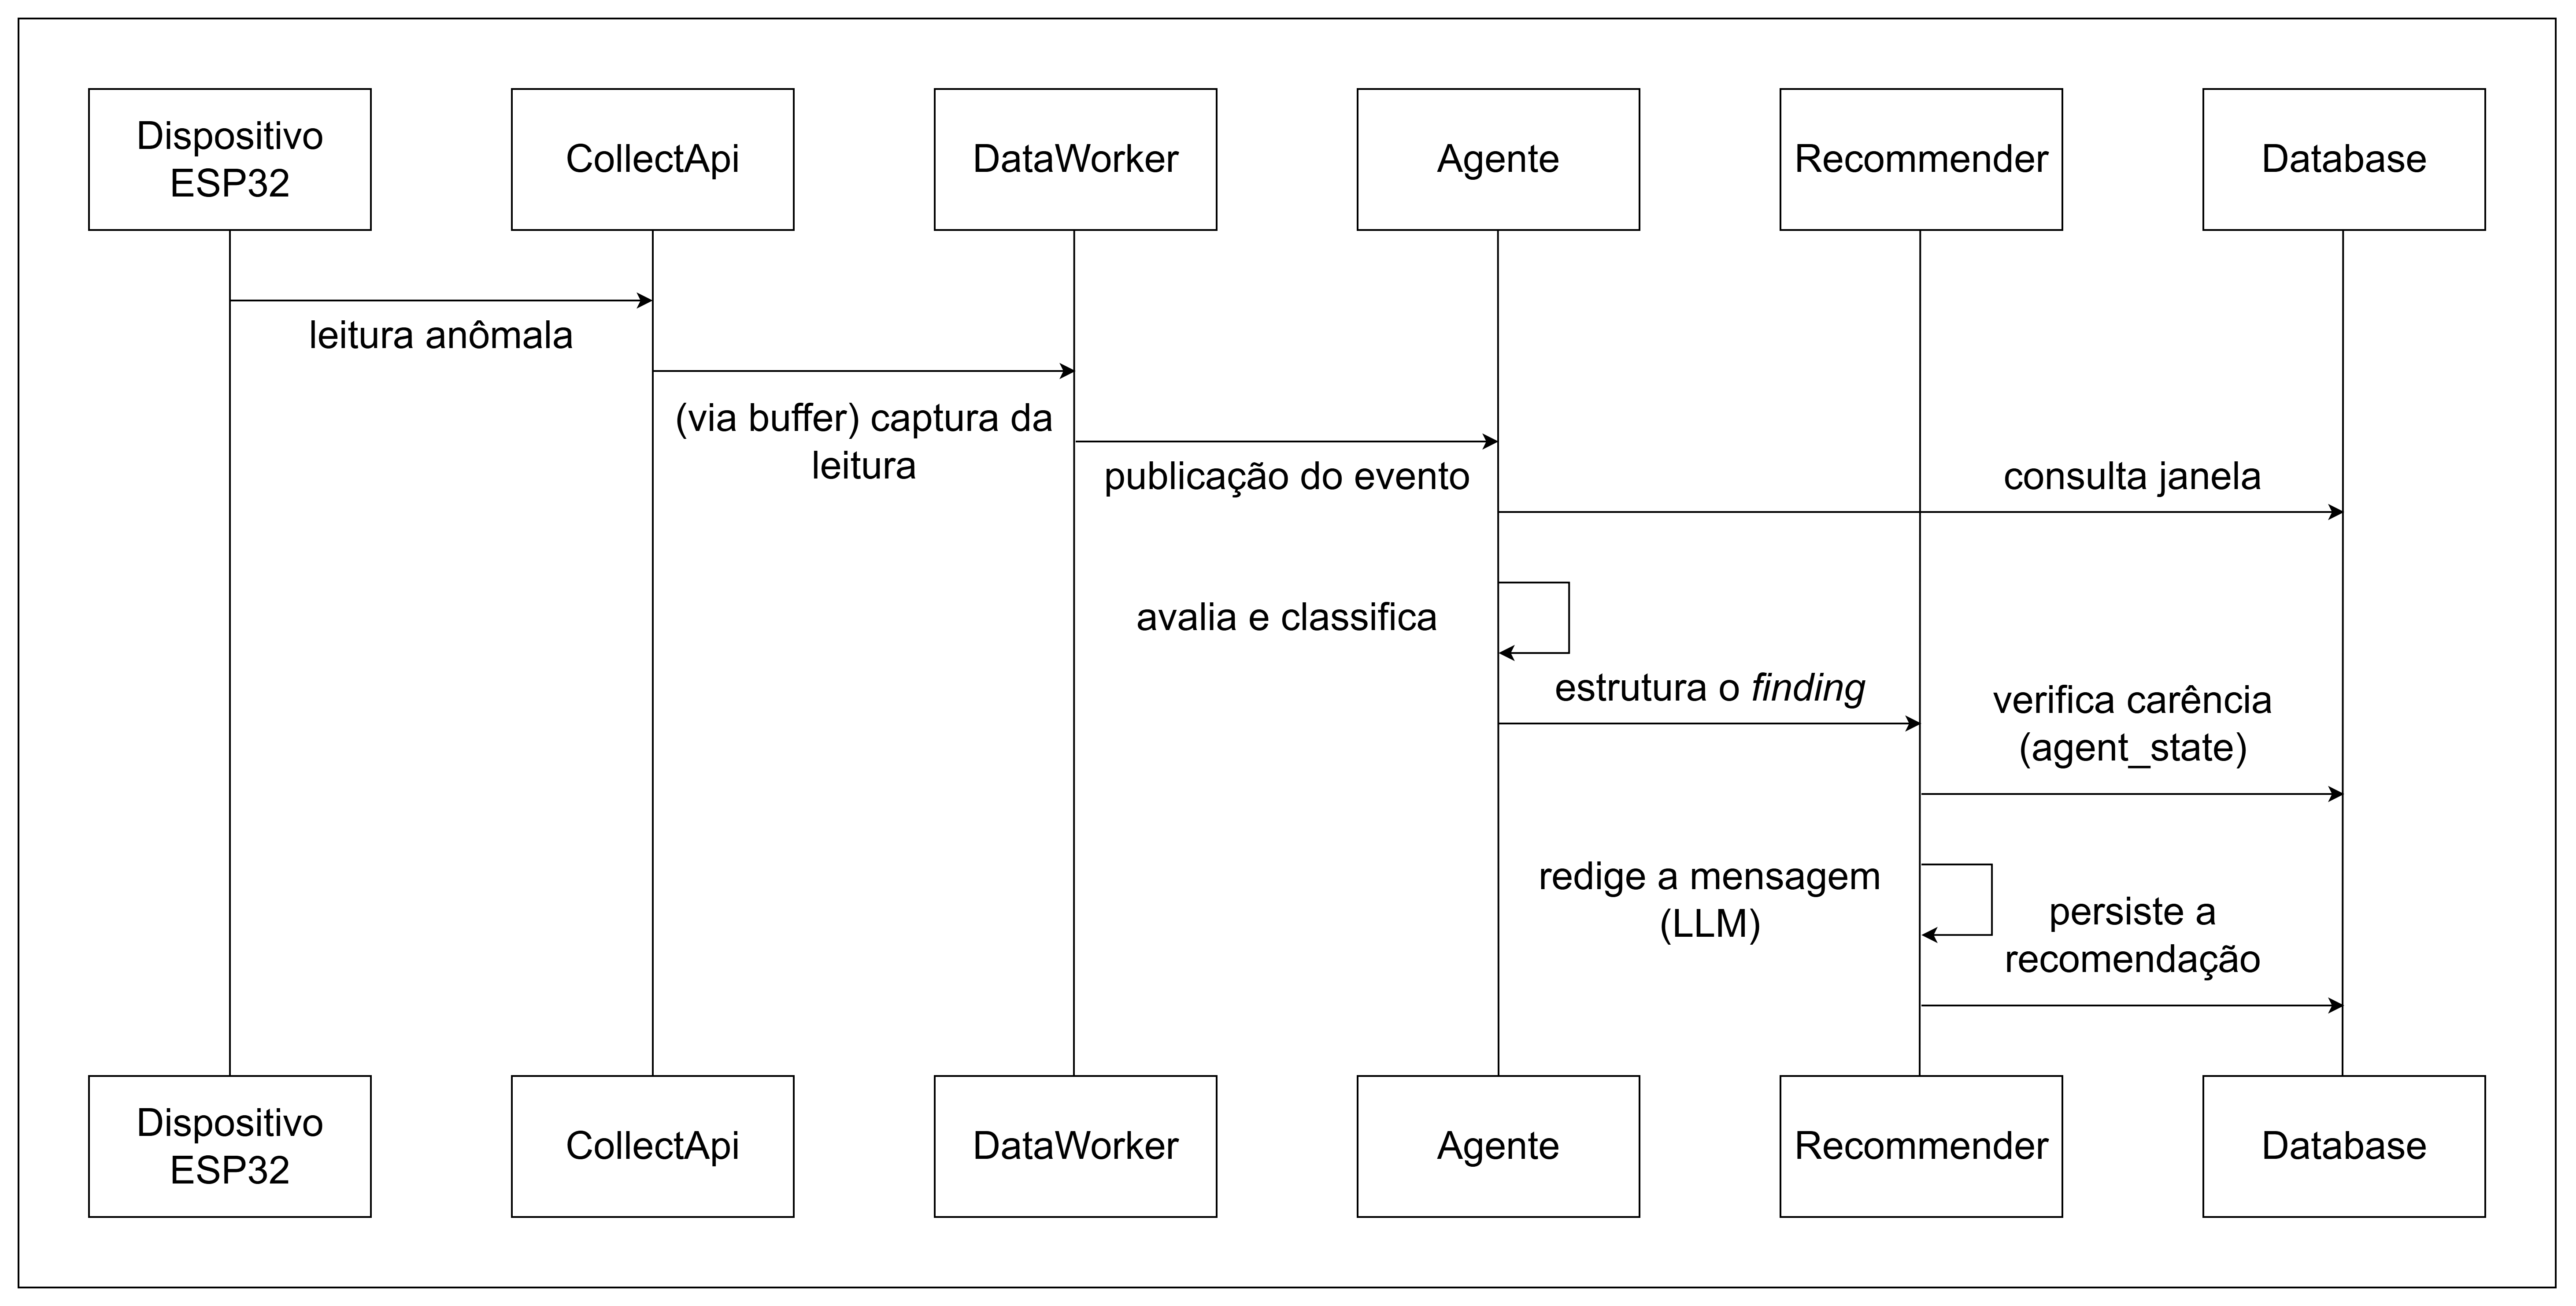 Dispositivo
ESP32
CollectApi
DataWorker
Agente
Recommender
Database
leitura anômala
(via buffer) captura da
leitura
publicação do evento
consulta janela
avalia e classifica
estrutura o finding
verifica carência
(agent_state)
redige a mensagem
(LLM)
persiste a
recomendação
Dispositivo
ESP32
CollectApi
DataWorker
Agente
Recommender
Database